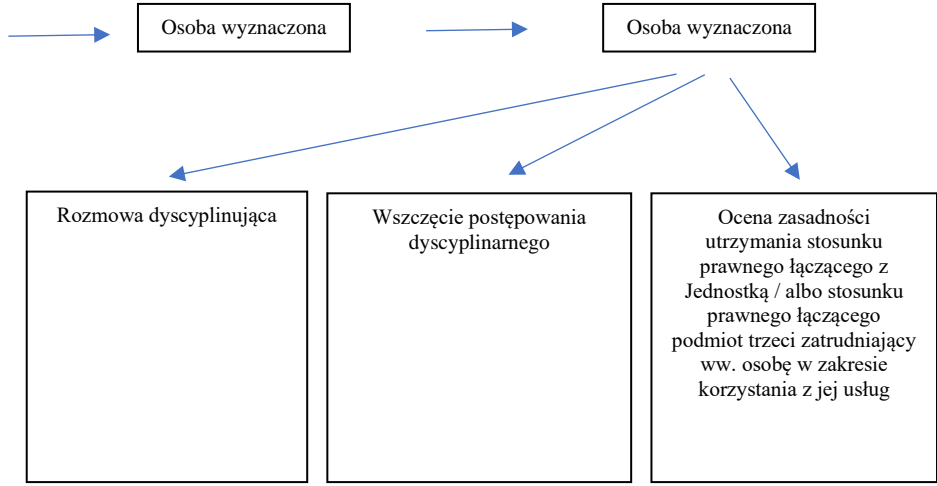 Osoba wyznaczona
Osoba wyznaczona
Rozmowa dyscyplinująca
Wszczęcie postępowania
dyscyplinarnego
Ocena zasadności
utrzymania stosunku
prawnego łączącego z
Jednostką / albo stosunku
prawnego łączącego
podmiot trzeci zatrudniający
ww. osobę w zakresie
korzystania z jej usług